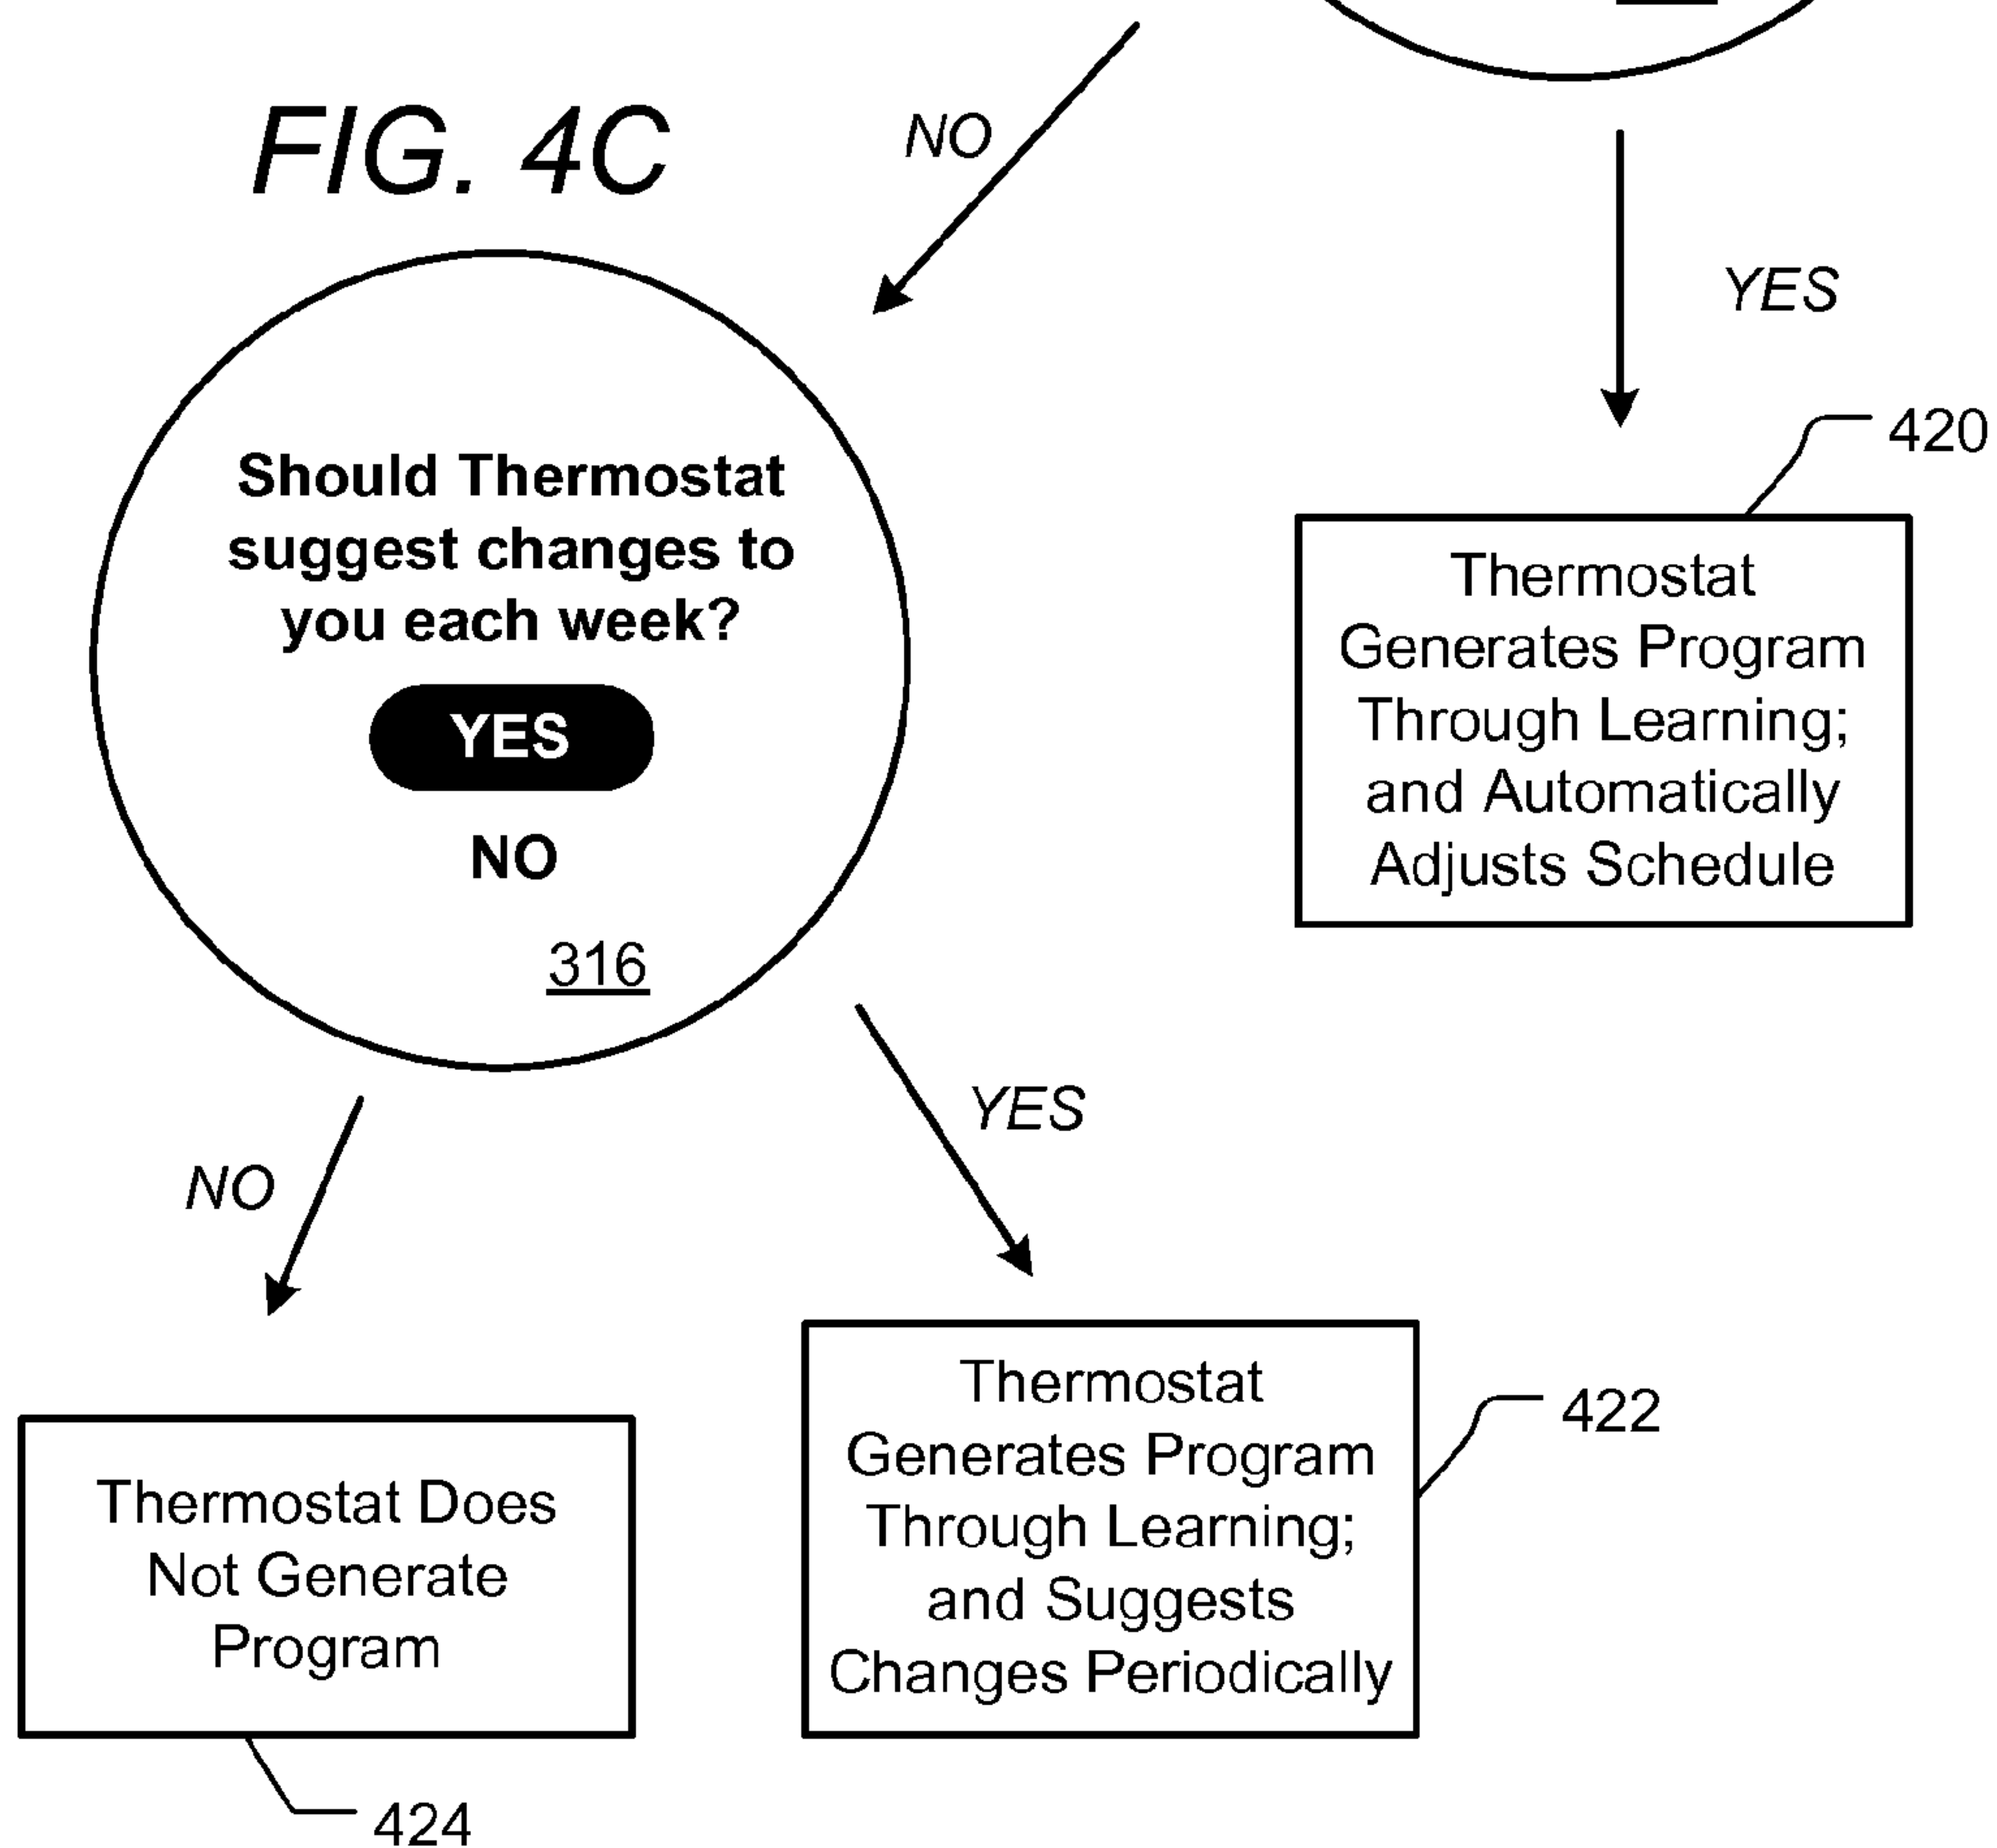 FIG. 4C
NO
YES
420
Should Thermostat
suggest changes to
you each week?
YES
NO
316
Thermostat
Generates Program
Through Learning;
and Automatically
Adjusts Schedule
NO
YES
Thermostat Does
Not Generate
Program
424
Thermostat
Generates Program
Through Learning;
and Suggests
Changes Periodically
422